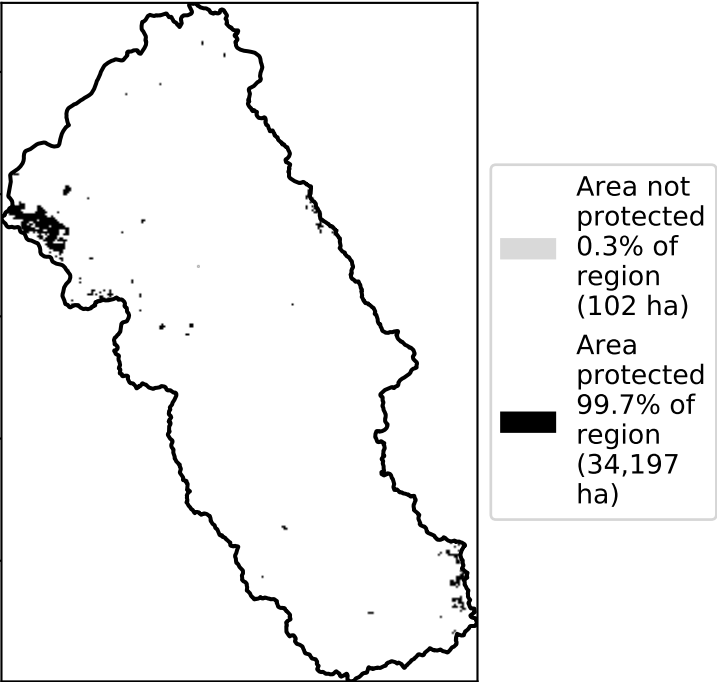 Area not
protected
0.3% of
region
(102 ha)
Area
protected
99.7% of
region
(34,197
ha)